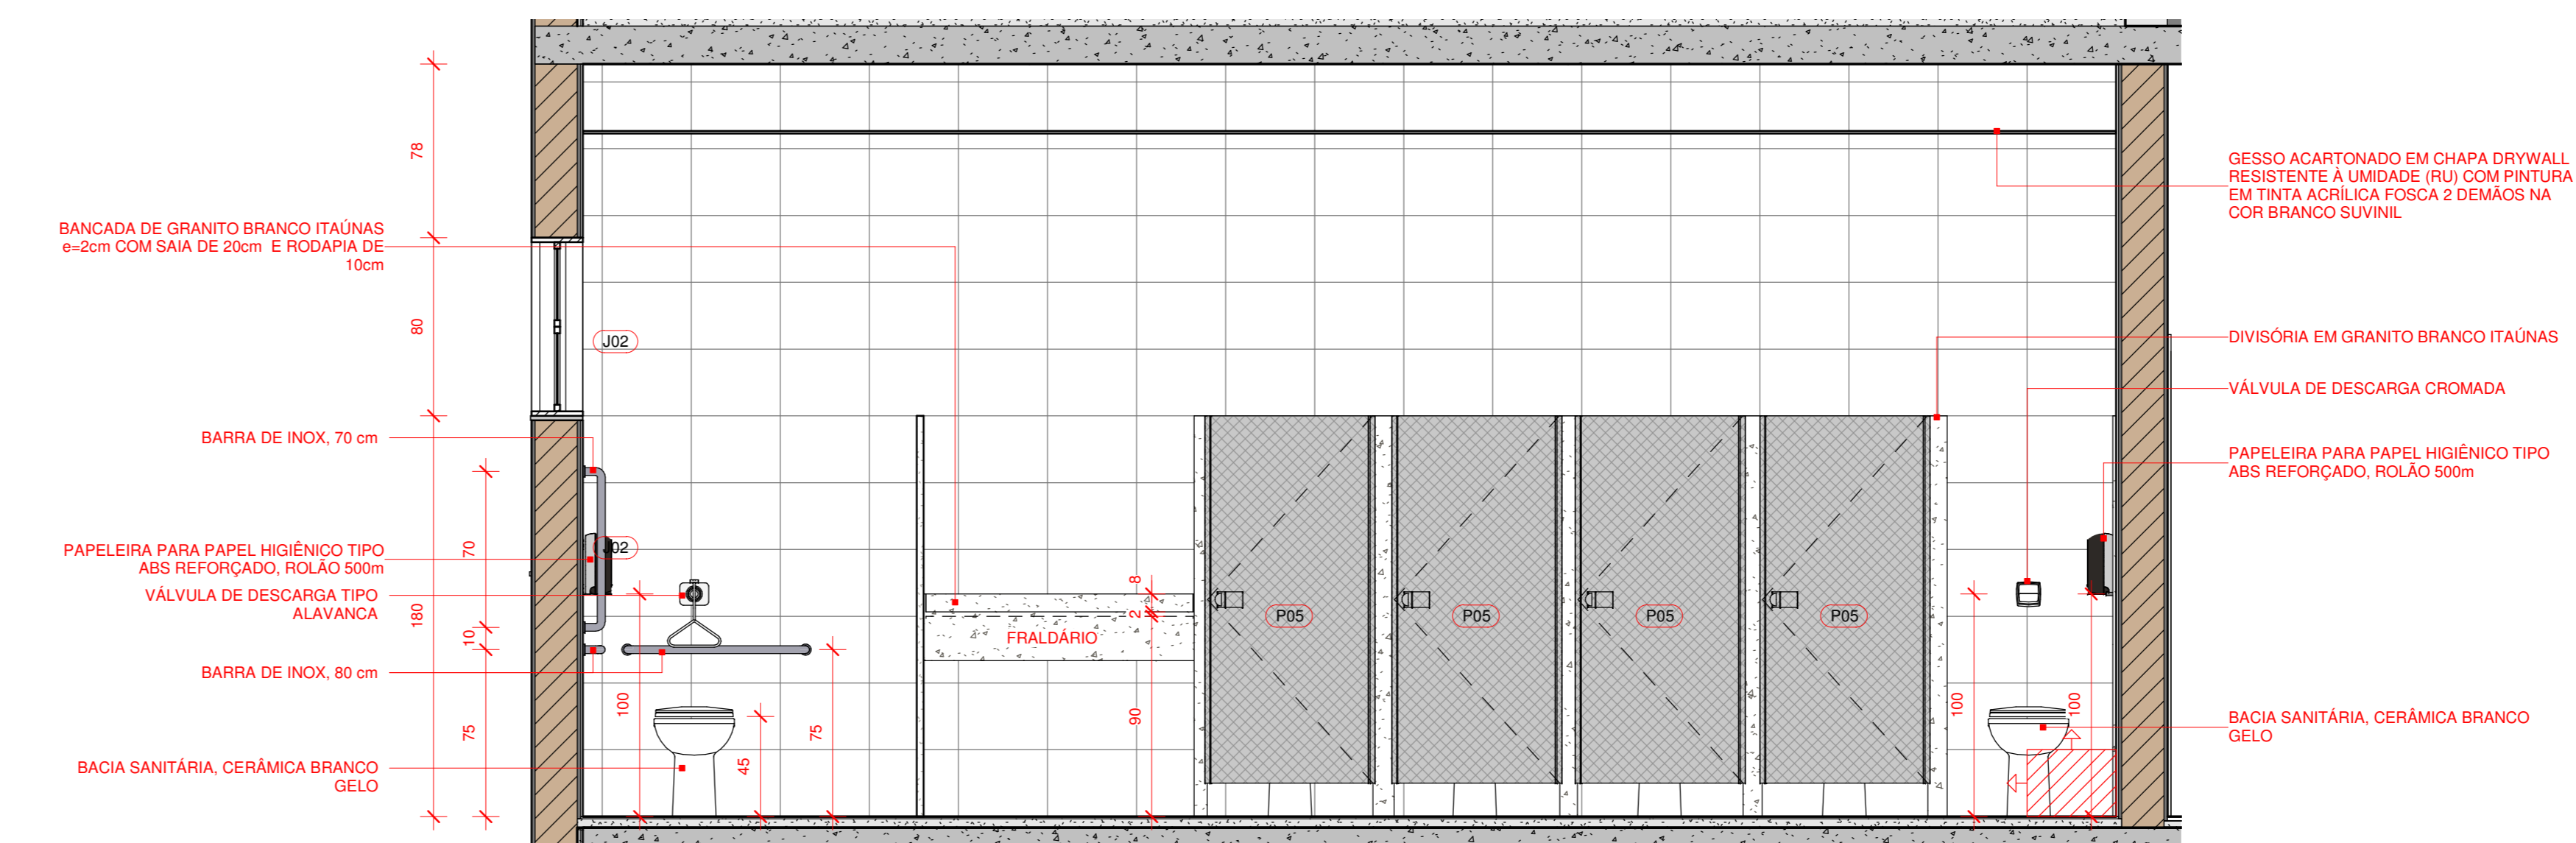 BANCADA DE GRANITO BRANCO ITAÚNAS
e=2cm COM SAIA DE 20cm E RODAPIA DE
10cm
BARRA DE INOX, 70 cm
PAPELEIRA PARA PAPEL HIGIÊNICO TIPO
ABS REFORÇADO, ROLÃO 500m
VÁLVULA DE DESCARGA TIPO
ALAVANCA
BARRA DE INOX, 80 cm
BACIA SANITÁRIA, CERÂMICA BRANCO
GELO
78
80
180
70
10
75
J02
J02
100
45
75
FRALDÁRIO
8
2
90
P05
P05
P05
P05
100
100
GESSO ACARTONADO EM CHAPA DRYWALL
RESISTENTE À UMIDADE (RU) COM PINTURA
EM TINTA ACRÍLICA FOSCA 2 DEMÃOS NA
COR BRANCO SUVINIL
DIVISÓRIA EM GRANITO BRANCO ITAÚNAS
VÁLVULA DE DESCARGA CROMADA
PAPELEIRA PARA PAPEL HIGIÊNICO TIPO
ABS REFORÇADO, ROLÃO 500m
BACIA SANITÁRIA, CERÂMICA BRANCO
GELO